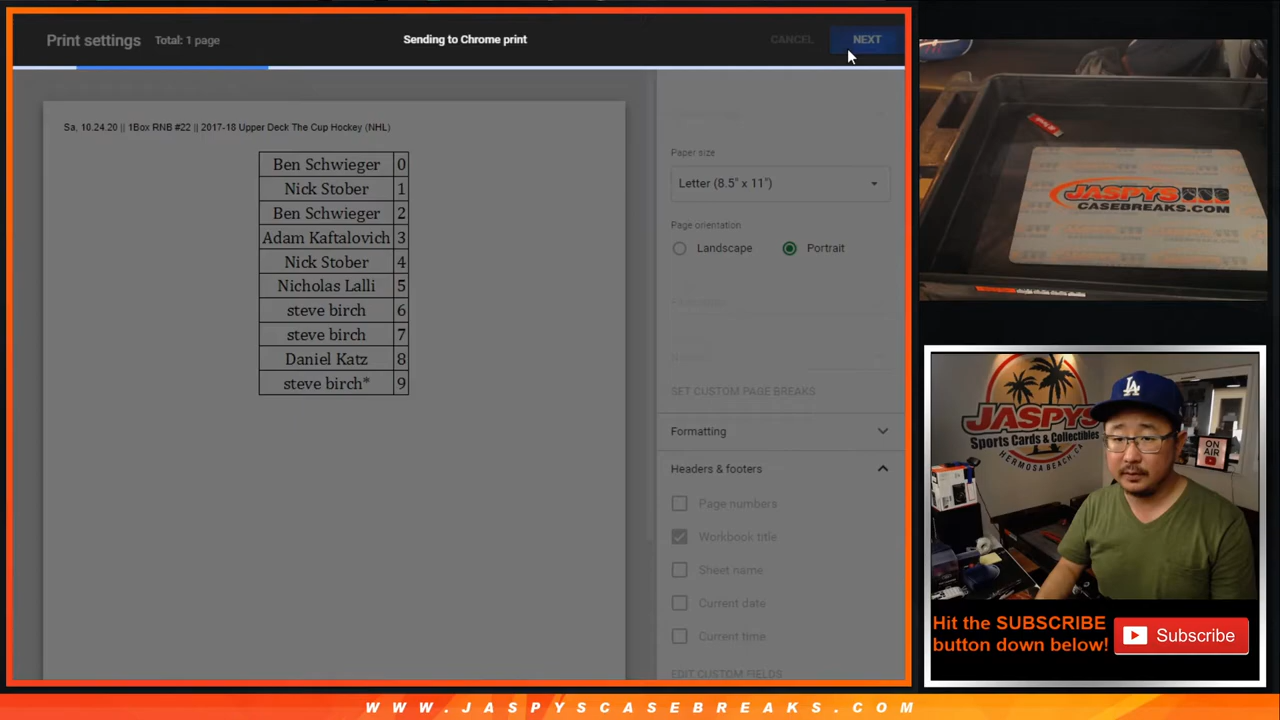 Print settings Total: 1 page Sending to Chrome print CANCEL NEXT
Sa, 10.24.20 || 1Box RNB #22 || 2017-18 Upper Deck The Cup Hockey (NHL)
Ben Schwieger 0
Nick Stober 1
Ben Schwieger 2
Adam Kaftalovich 3
Nick Stober 4
Nicholas Lalli 5
steve birch 6
steve birch 7
Daniel Katz 8
steve birch* 9
Paper size
Letter (8.5" x 11")
Page orientation
Landscape Portrait
SET CUSTOM PAGE BREAKS
Formatting
Headers & footers
Page numbers
Workbook title
Sheet name
Current date
Current time
EDIT CUSTOM FIELDS
JASPYS
CASEBREAKS.COM
JASPYS
Sports Cards & Collectibles
HERMOSA BEACH, CA
ON
AIR
Hit the SUBSCRIBE
button down below!
Subscribe
WWW.JASPYSCASEBREAKS.COM